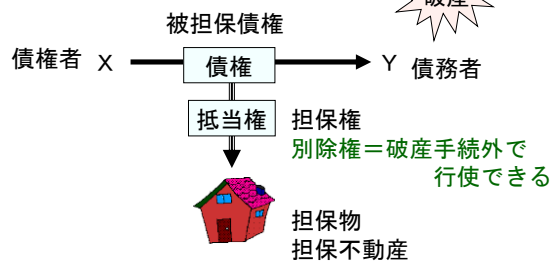 破産
被担保債権
債権者 X
債権
Y 債務者
抵当権
担保権
別除権＝破産手続外で
行使できる
担保物
担保不動産